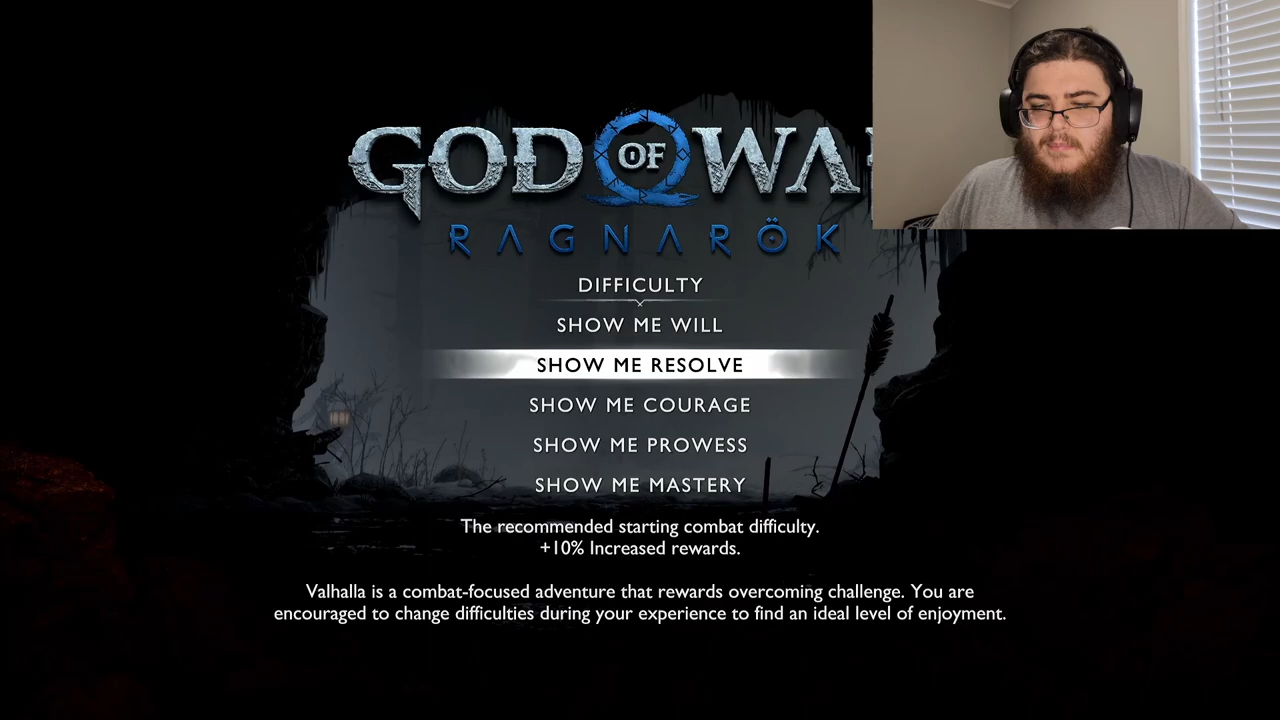 GOD OF WA
RAGNARÖK
DIFFICULTY
SHOW ME WILL
SHOW ME RESOLVE
SHOW ME COURAGE
SHOW ME PROWESS
SHOW ME MASTERY
The recommended starting combat difficulty.
+10% Increased rewards.
Valhalla is a combat-focused adventure that rewards overcoming challenge. You are
encouraged to change difficulties during your experience to find an ideal level of enjoyment.